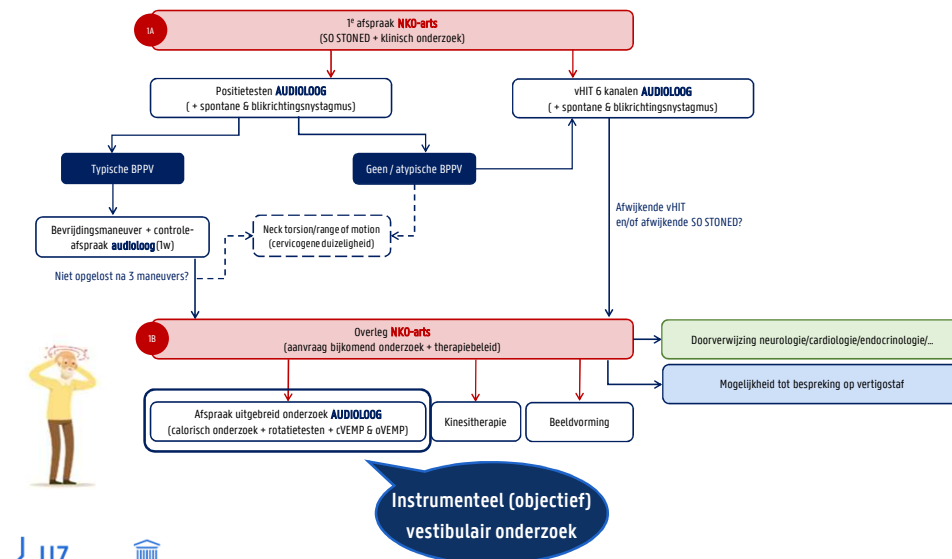 1A
1e afspraak NKO-arts
(SO STONED + klinisch onderzoek)
Positietesten AUDIOLOOG
( + spontane & blikrichtingsnystagmus)
vHIT 6 kanalen AUDIOLOOG
( + spontane & blikrichtingsnystagmus)
Typische BPPV
Geen / atypische BPPV
Bevrijdingsmaneuver + controle-
afspraak audioloog(1w)
Neck torsion/range of motion
(cervicogene duizeligheid)
Afwijkende vHIT
en/of afwijkende SO STONED?
Niet opgelost na 3 maneuvers?
1B
Overleg NKO-arts
(aanvraag bijkomend onderzoek + therapiebeleid)
Doorverwijzing neurologie/cardiologie/endocrinologie/...
Mogelijkheid tot bespreking op vertigostaf
Afspraak uitgebreid onderzoek AUDIOLOOG
(calorisch onderzoek + rotatietesten + cVEMP & oVEMP)
Kinesitherapie
Beeldvorming
Instrumenteel (objectief)
vestibulair onderzoek